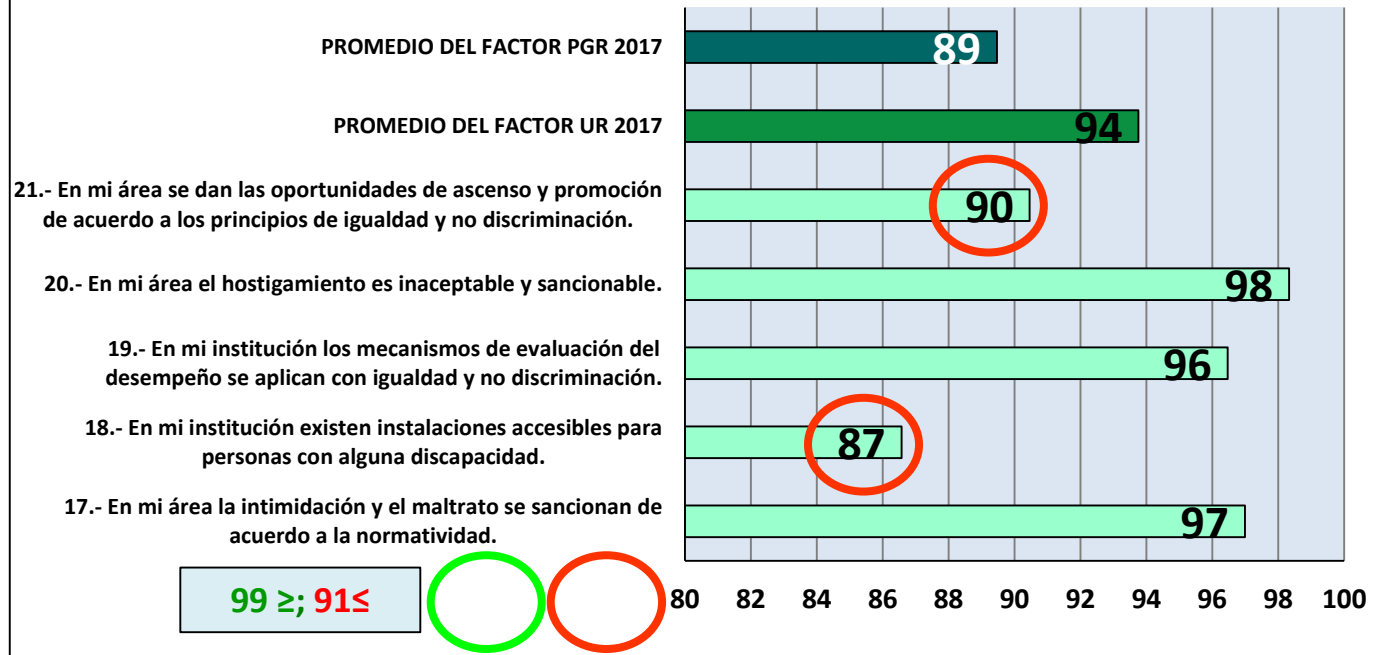 PROMEDIO DEL FACTOR PGR 2017
89
PROMEDIO DEL FACTOR UR 2017
94
21.- En mi área se dan las oportunidades de ascenso y promoción
de acuerdo a los principios de igualdad y no discriminación.
90
20.- En mi área el hostigamiento es inaceptable y sancionable.
98
19.- En mi institución los mecanismos de evaluación del
desempeño se aplican con igualdad y no discriminación.
96
18.- En mi institución existen instalaciones accesibles para
personas con alguna discapacidad.
87
17.- En mi área la intimidación y el maltrato se sancionan de
acuerdo a la normatividad.
97
99 ≥; 91≤
80 82 84 86 88 90 92 94 96 98 100